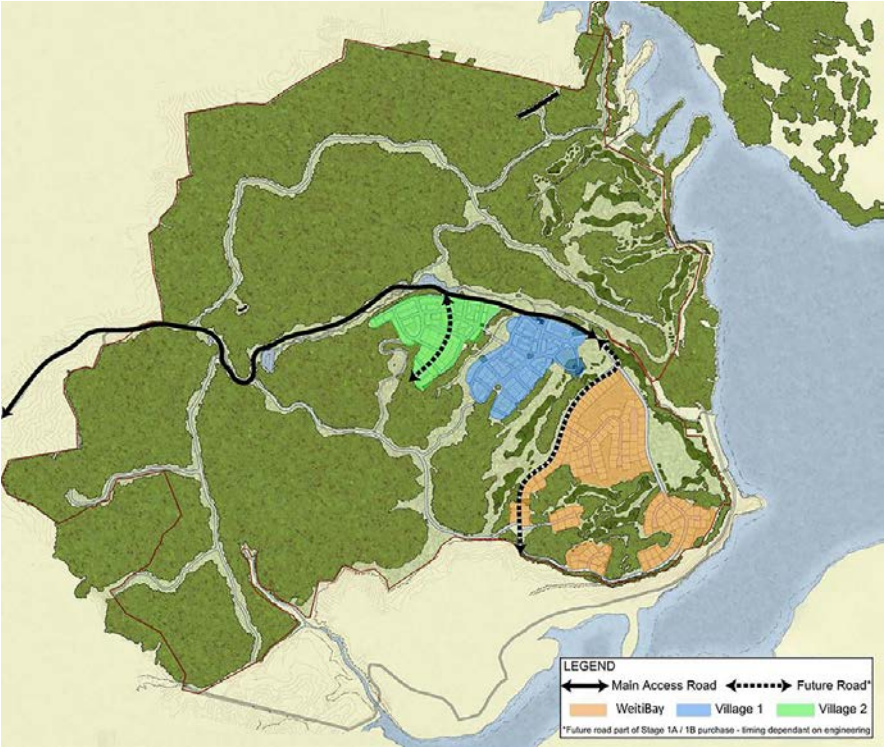 LEGEND
Main Access Road Future Road*
WeitiBay Village 1 Village 2
*Future road part of Stage 1A / 1B purchase - timing dependant on engineering